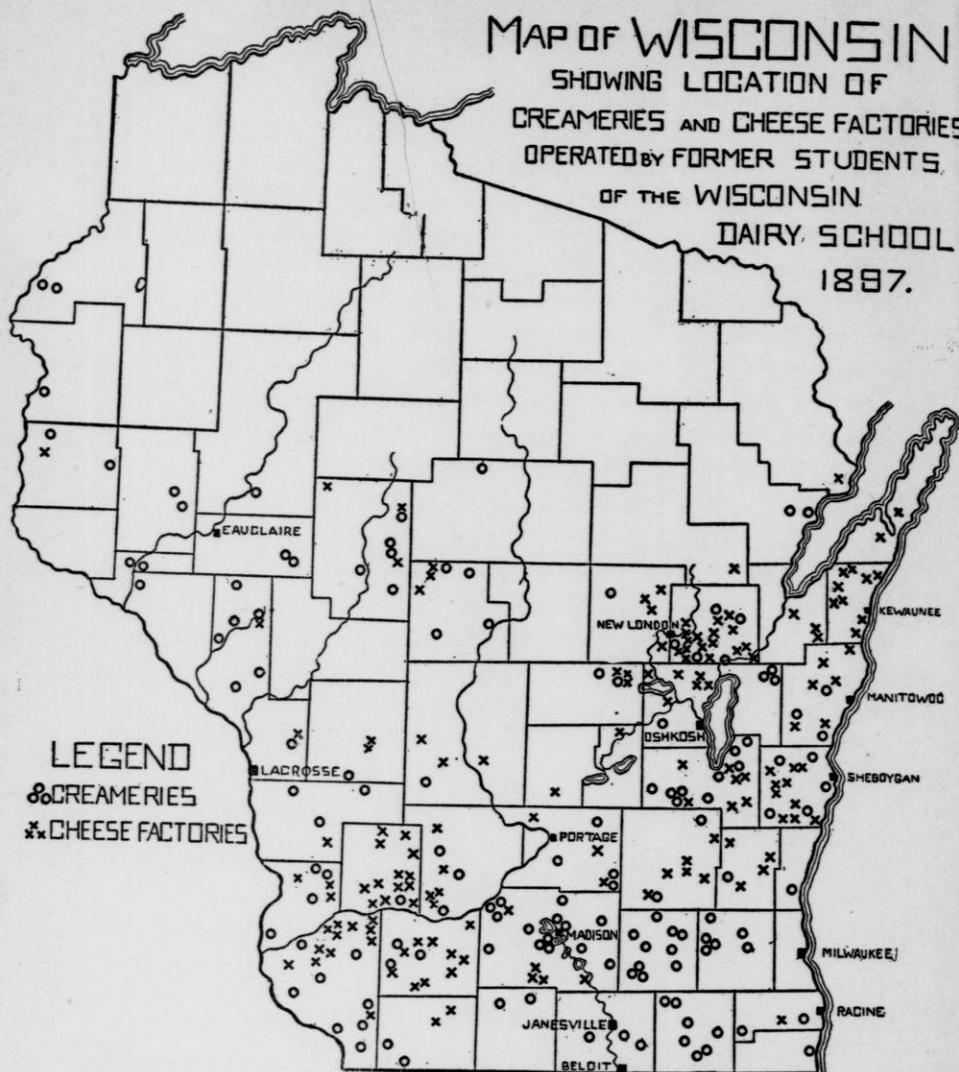 MAP OF WISCONSIN
SHOWING LOCATION OF
CREAMERIES AND CHEESE FACTORIES
OPERATED BY FORMER STUDENTS
OF THE WISCONSIN
DAIRY SCHOOL
1897.
EAUCLAIRE
NEW LONDON
KEWAUNEE
MANITOWOC
OSHKOSH
LEGEND
LACROSSE
SHEBOYGAN
CREAMERIES
CHEESE FACTORIES
PORTAGE
MADISON
MILWAUKEE
JANESVILLE
RACINE
BELOIT